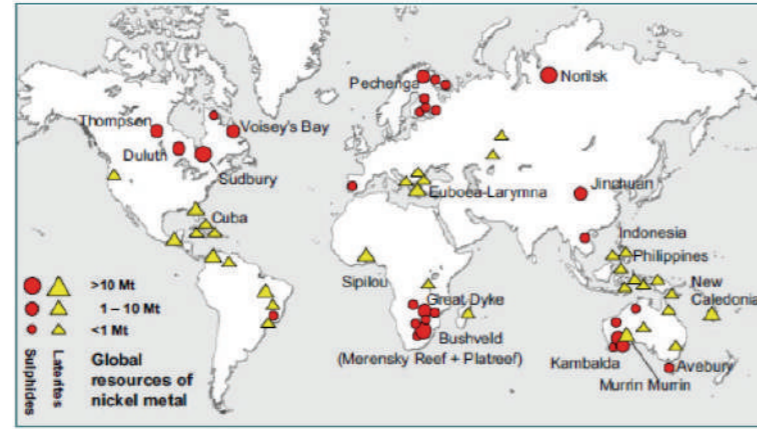 Pechenga
Norilsk
Thompson
Voisey's Bay
Duluth
Sudbury
Jinchuan
Euboea-Larymna
Cuba
Indonesia
Philippines
Sipilou
New
Caledonia
Great Dyke
Bushveld
(Merensky Reef + Platreef)
Kambalda
Avebury
Murrin Murrin
>10 Mt
1 – 10 Mt
<1 Mt
Sulphides
Laterites
Global
resources of
nickel metal